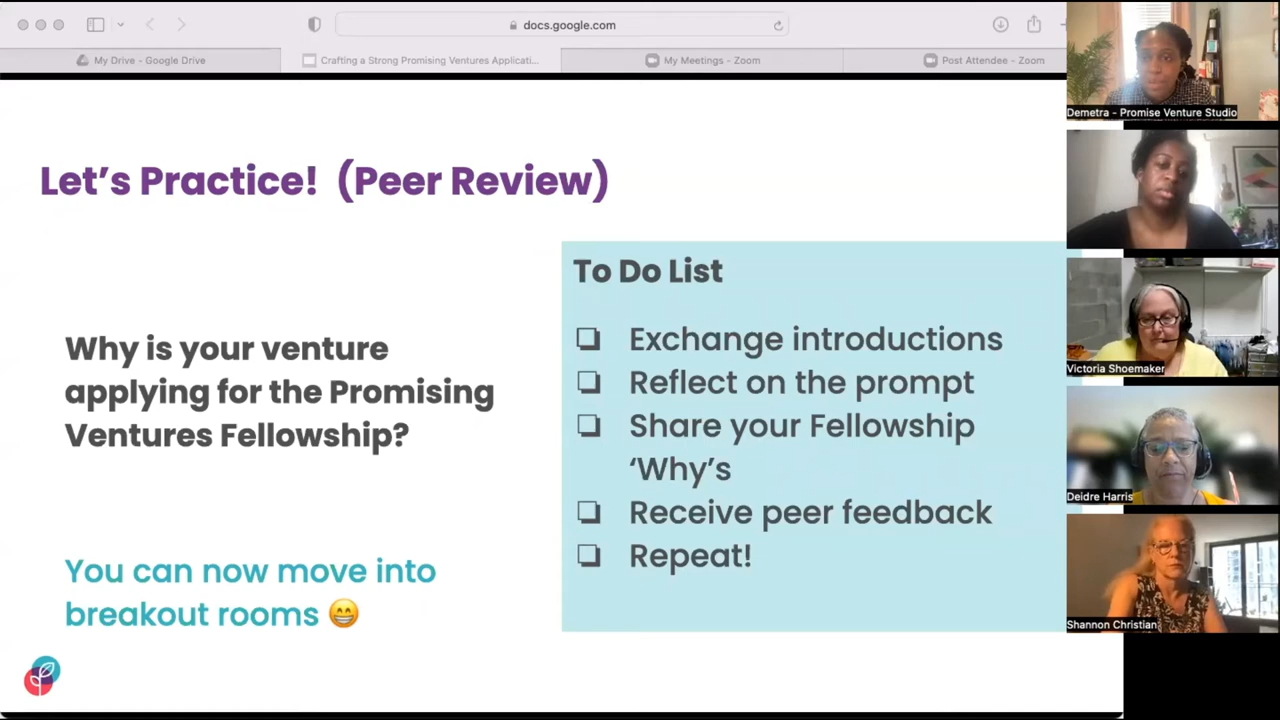 docs.google.com
My Drive - Google Drive
Crafting a Strong Promising Ventures Applicati...
My Meetings - Zoom
Post Attendee - Zoom
Let's Practice! (Peer Review)
Why is your venture
applying for the Promising
Ventures Fellowship?
You can now move into
breakout rooms 😁
To Do List
❏ Exchange introductions
❏ Reflect on the prompt
❏ Share your Fellowship
‘Why’s
❏ Receive peer feedback
❏ Repeat!
Demetra - Promise Venture Studio
Victoria Shoemaker
Deidre Harris
Shannon Christian